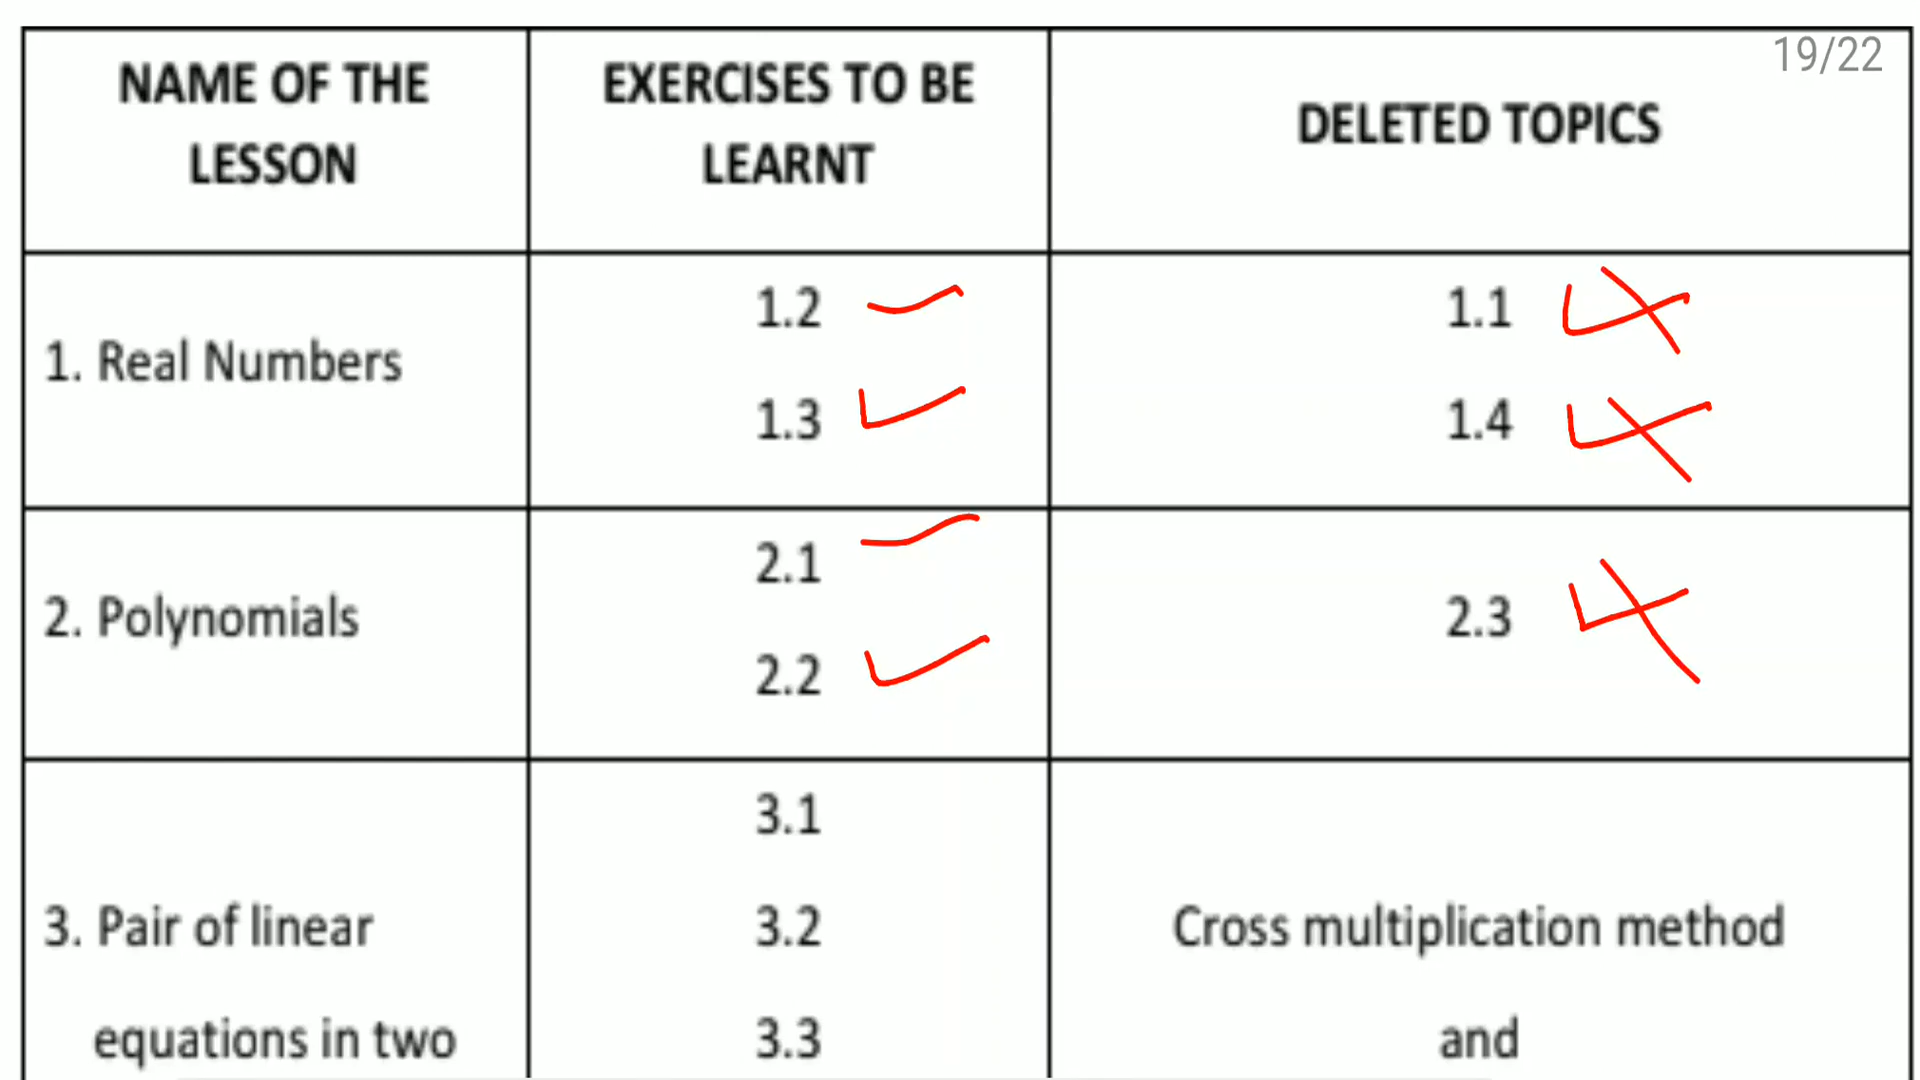 19/22
NAME OF THE
LESSON
EXERCISES TO BE
LEARNT
DELETED TOPICS
1. Real Numbers
1.2
1.3
1.1
1.4
2. Polynomials
2.1
2.2
2.3
3. Pair of linear
equations in two
3.1
3.2
3.3
Cross multiplication method
and